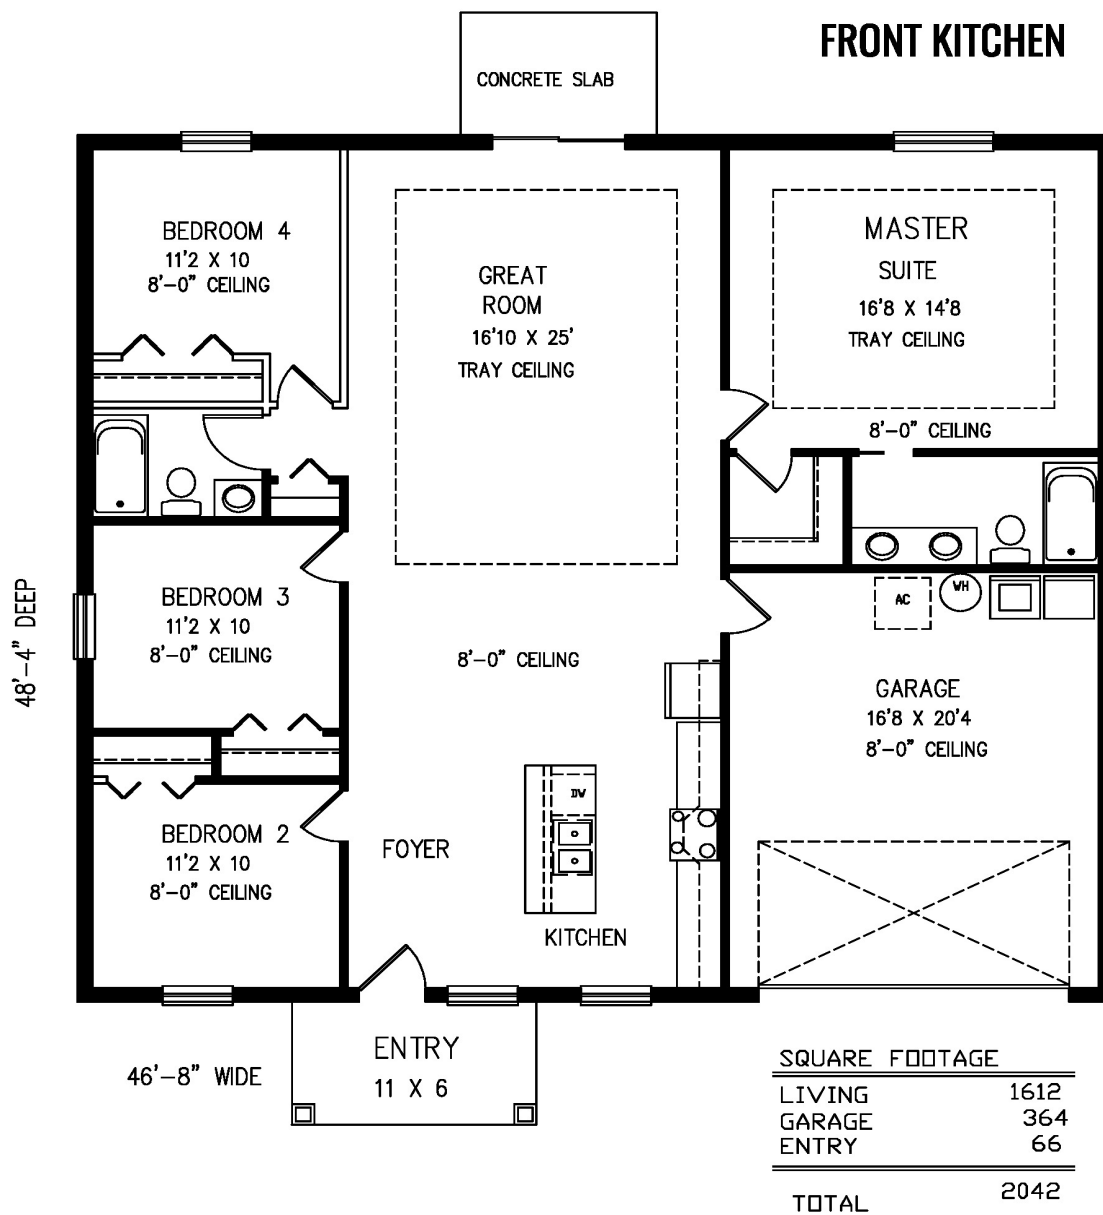 FRONT KITCHEN
CONCRETE SLAB
BEDROOM 4
11'2 X 10
8'-0" CEILING
GREAT
ROOM
16'10 X 25'
TRAY CEILING
MASTER
SUITE
16'8 X 14'8
TRAY CEILING
8'-0" CEILING
48'-4" DEEP
BEDROOM 3
11'2 X 10
8'-0" CEILING
8'-0" CEILING
AC
WH
GARAGE
16'8 X 20'4
8'-0" CEILING
BEDROOM 2
11'2 X 10
8'-0" CEILING
FOYER
DW
KITCHEN
ENTRY
11 X 6
46'-8" WIDE
SQUARE FOOTAGE
LIVING 1612
GARAGE 364
ENTRY 66
TOTAL 2042